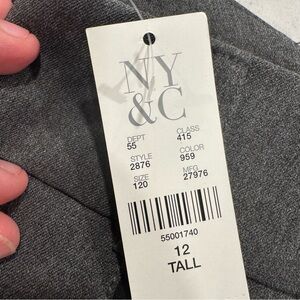 NY
&C
DEPT CLASS
55 415
STYLE COLOR
2876 959
SIZE MFG
120 27976
55001740
12
TALL